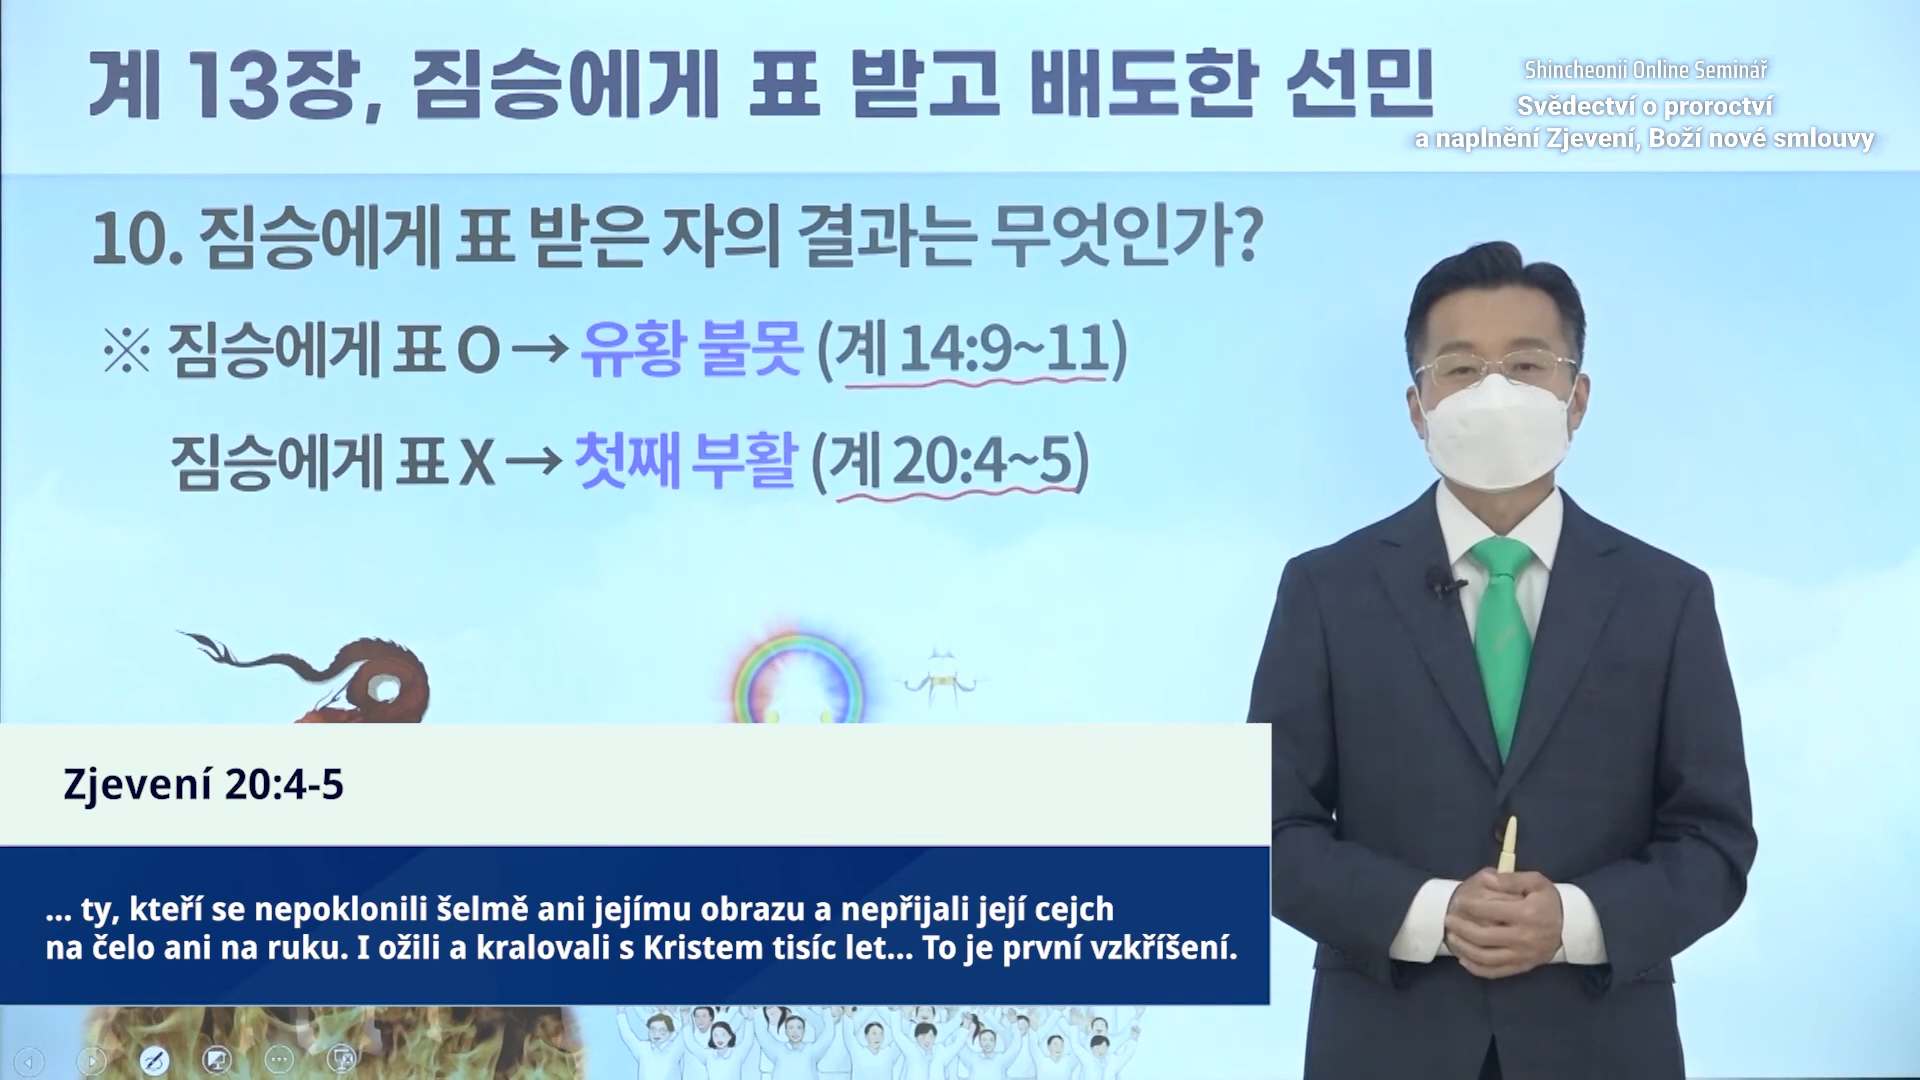 계 13장, 짐승에게 표 받고 배도한 선민
Shincheonji Online Seminář
Svědectví o proroctví
a naplnění Zjevení, Boží nové smlouvy
10. 짐승에게 표 받은 자의 결과는 무엇인가?
※ 짐승에게 표 O → 유황 불못 (계 14:9~11)
짐승에게 표 X → 첫째 부활 (계 20:4~5)
Zjevení 20:4-5
... ty, kteří se nepoklonili šelmě ani jejímu obrazu a nepřijali její cejch
na čelo ani na ruku. I ožili a kralovali s Kristem tisíc let... To je první vzkříšení.